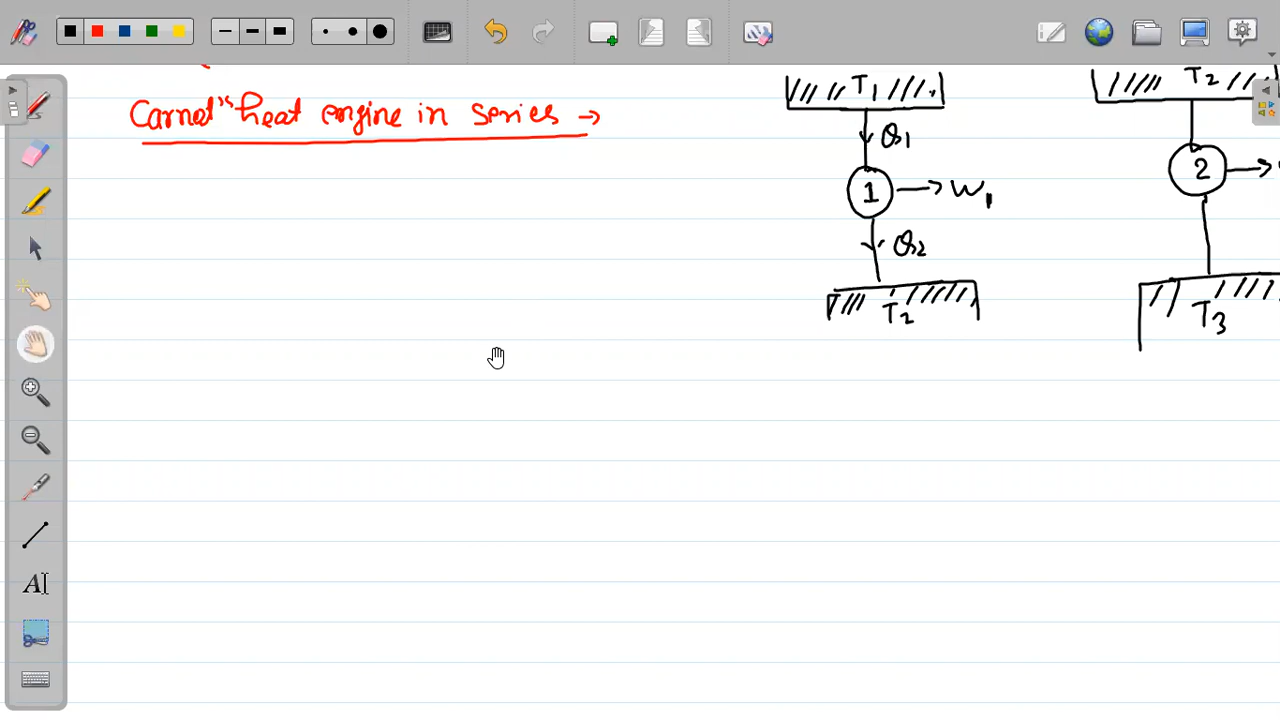 Carnot's heat engine in series →
T1
Q1
1 → W1
Q2
T2
T2
2 →
T3
A